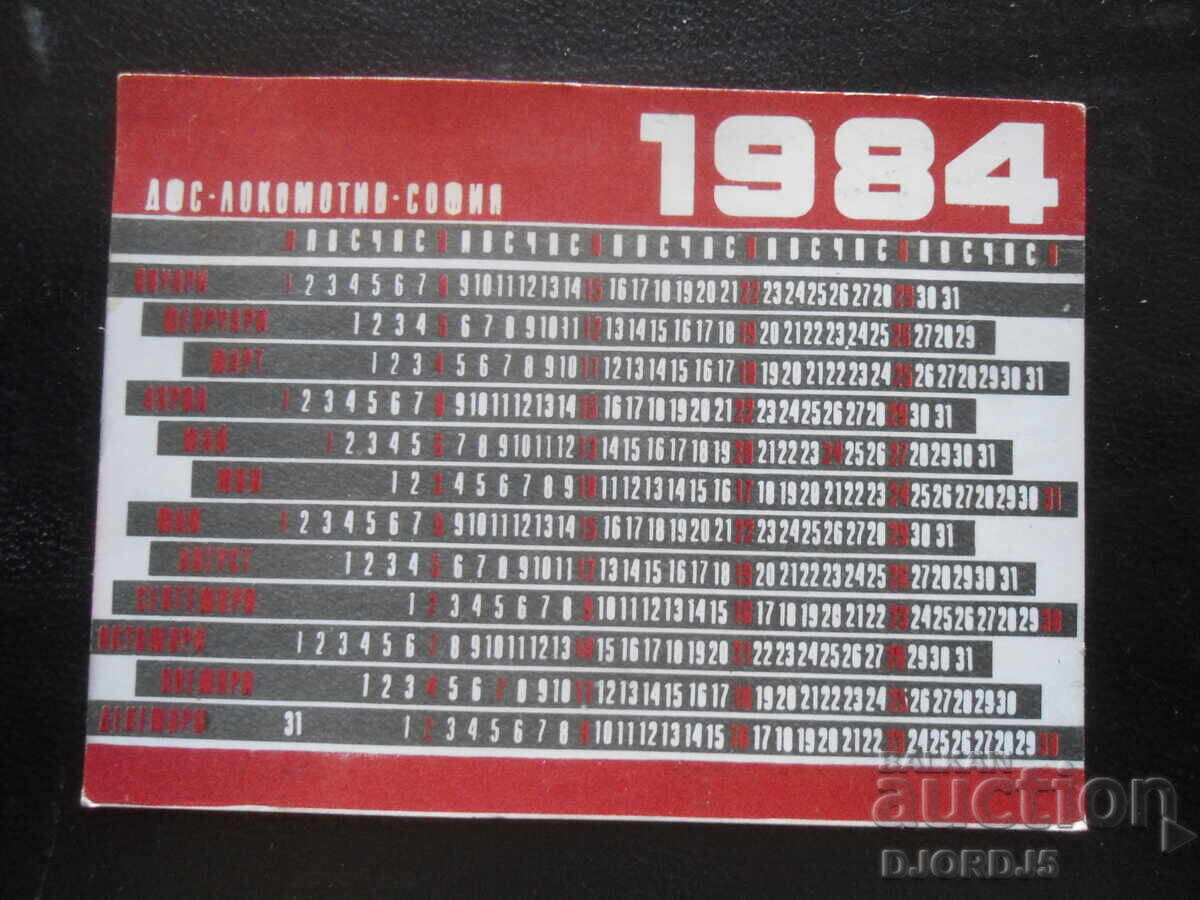 1984
ДФС-ЛОКОМОТИВ-СОФИЯ
Н П В С Ч П С Н П В С Ч П С Н П В С Ч П С Н П В С Ч П С Н П В С Ч П С Н
ЯНУАРИ 1 2 3 4 5 6 7 8 9 10 11 12 13 14 15 16 17 18 19 20 21 22 23 24 25 26 27 28 29 30 31
ФЕВРУАРИ 1 2 3 4 5 6 7 8 9 10 11 12 13 14 15 16 17 18 19 20 21 22 23 24 25 26 27 28 29
МАРТ 1 2 3 4 5 6 7 8 9 10 11 12 13 14 15 16 17 18 19 20 21 22 23 24 25 26 27 28 29 30 31
АПРИЛ 1 2 3 4 5 6 7 8 9 10 11 12 13 14 15 16 17 18 19 20 21 22 23 24 25 26 27 28 29 30 31
МАЙ 1 2 3 4 5 6 7 8 9 10 11 12 13 14 15 16 17 18 19 20 21 22 23 24 25 26 27 28 29 30 31
ЮНИ 1 2 3 4 5 6 7 8 9 10 11 12 13 14 15 16 17 18 19 20 21 22 23 24 25 26 27 28 29 30 31
1 2 3 4 5 6 7 8 9 10 11 12 13 14 15 16 17 18 19 20 21 22 23 24 25 26 27 28 29 30 31
АВГУСТ 1 2 3 4 5 6 7 8 9 10 11 12 13 14 15 16 17 18 19 20 21 22 23 24 25 26 27 28 29 30 31
СЕПТЕМВРИ 1 2 3 4 5 6 7 8 9 10 11 12 13 14 15 16 17 18 19 20 21 22 23 24 25 26 27 28 29 30
ОКТОМВРИ 1 2 3 4 5 6 7 8 9 10 11 12 13 14 15 16 17 18 19 20 21 22 23 24 25 26 27 28 29 30 31
НОЕМВРИ 1 2 3 4 5 6 7 8 9 10 11 12 13 14 15 16 17 18 19 20 21 22 23 24 25 26 27 28 29 30
ДЕКЕМВРИ 31 1 2 3 4 5 6 7 8 9 10 11 12 13 14 15 16 17 18 19 20 21 22 23 24 25 26 27 28 29 30
BALKAN
auction
DJORDJ5